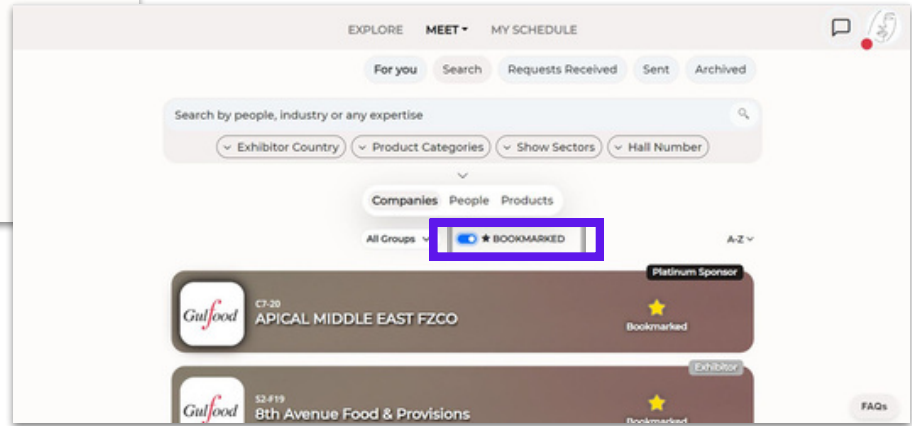 EXPLORE MEET MY SCHEDULE
For you Search Requests Received Sent Archived
Search by people, industry or any expertise
Exhibitor Country Product Categories Show Sectors Hall Number
Companies People Products
All Groups ★ BOOKMARKED A-Z
Platinum Sponsor
Gulfood
C7-20
APICAL MIDDLE EAST FZCO
Bookmarked
Exhibitor
Gulfood
S2-F19
8th Avenue Food & Provisions
Bookmarked
FAQs